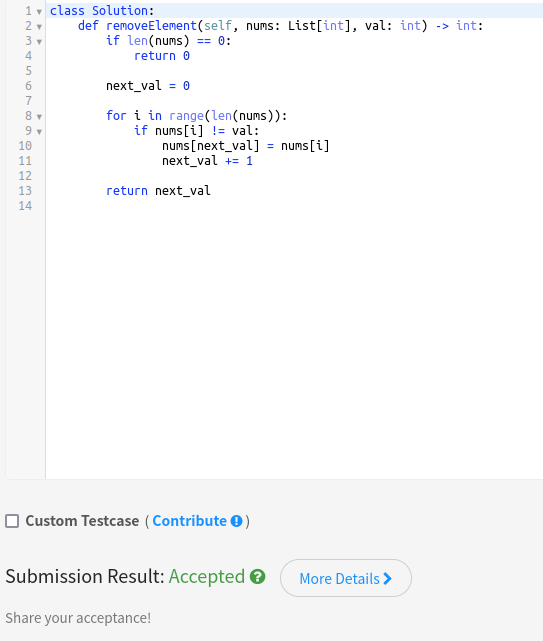 1 class Solution:
2     def removeElement(self, nums: List[int], val: int) -> int:
3         if len(nums) == 0:
4             return 0
5
6         next_val = 0
7
8         for i in range(len(nums)):
9             if nums[i] != val:
10                 nums[next_val] = nums[i]
11                 next_val += 1
12
13         return next_val
14
Custom Testcase ( Contribute )
Submission Result: Accepted More Details
Share your acceptance!